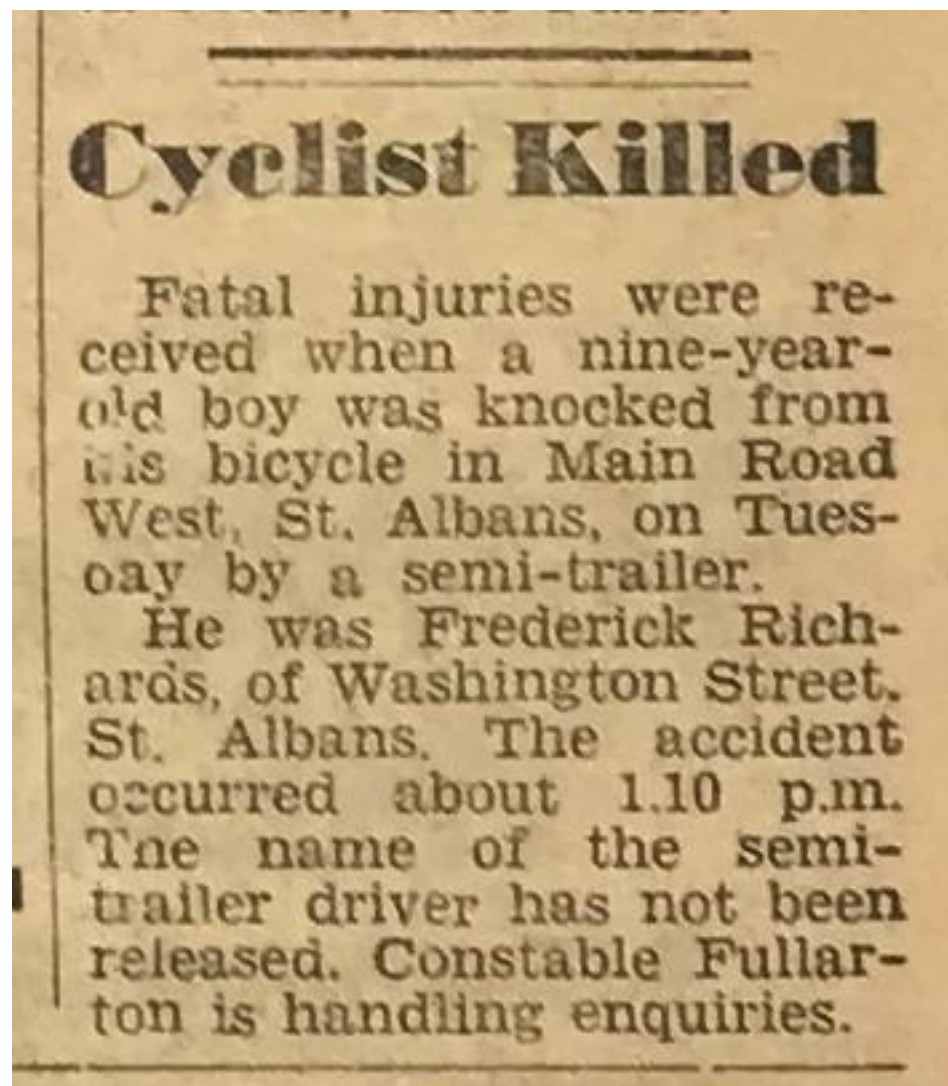 Cyclist Killed
Fatal injuries were re-
ceived when a nine-year-
old boy was knocked from
his bicycle in Main Road
West, St. Albans, on Tues-
day by a semi-trailer.
He was Frederick Rich-
ards, of Washington Street,
St. Albans. The accident
occurred about 1.10 p.m.
The name of the semi-
trailer driver has not been
released. Constable Fullar-
ton is handling enquiries.